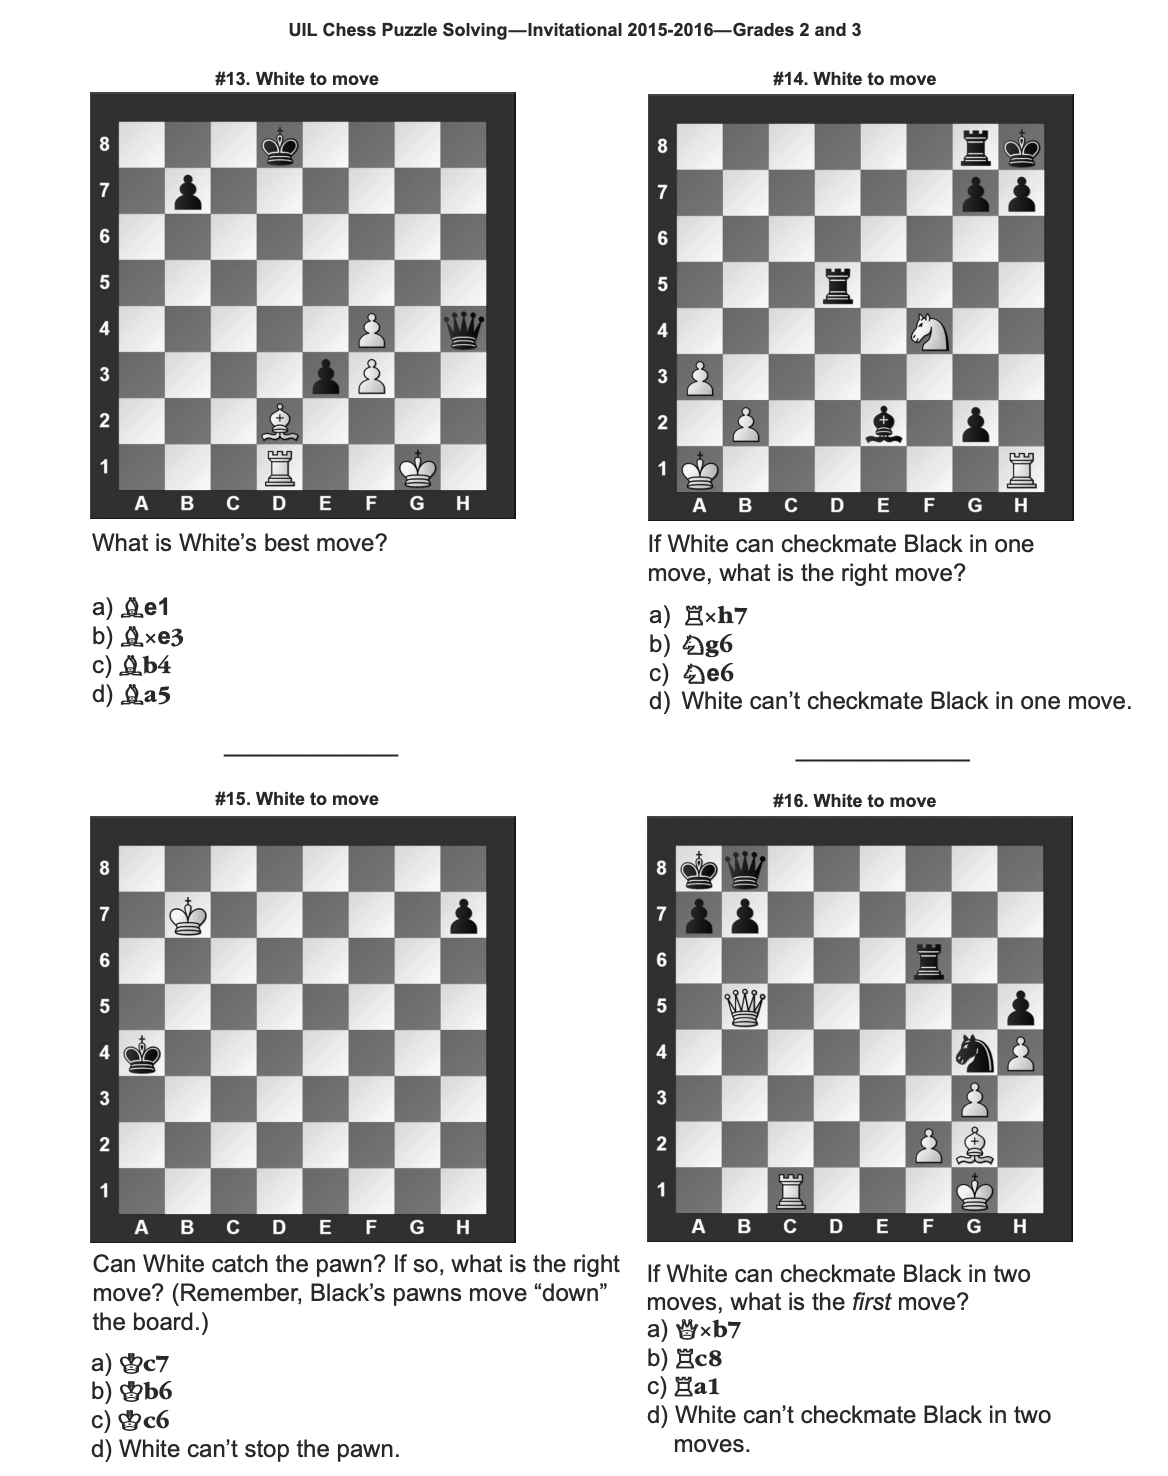 UIL Chess Puzzle Solving—Invitational 2015-2016—Grades 2 and 3
#13. White to move
8
7
6
5
4
3
2
1
A B C D E F G H
What is White’s best move?
a) ♗e1
b) ♗×e3
c) ♗b4
d) ♗a5
#14. White to move
8
7
6
5
4
3
2
1
A B C D E F G H
If White can checkmate Black in one
move, what is the right move?
a) ♖×h7
b) ♘g6
c) ♘e6
d) White can’t checkmate Black in one move.
#15. White to move
8
7
6
5
4
3
2
1
A B C D E F G H
Can White catch the pawn? If so, what is the right
move? (Remember, Black’s pawns move “down”
the board.)
a) ♔c7
b) ♔b6
c) ♔c6
d) White can’t stop the pawn.
#16. White to move
8
7
6
5
4
3
2
1
A B C D E F G H
If White can checkmate Black in two
moves, what is the first move?
a) ♕×b7
b) ♖c8
c) ♖a1
d) White can’t checkmate Black in two
moves.